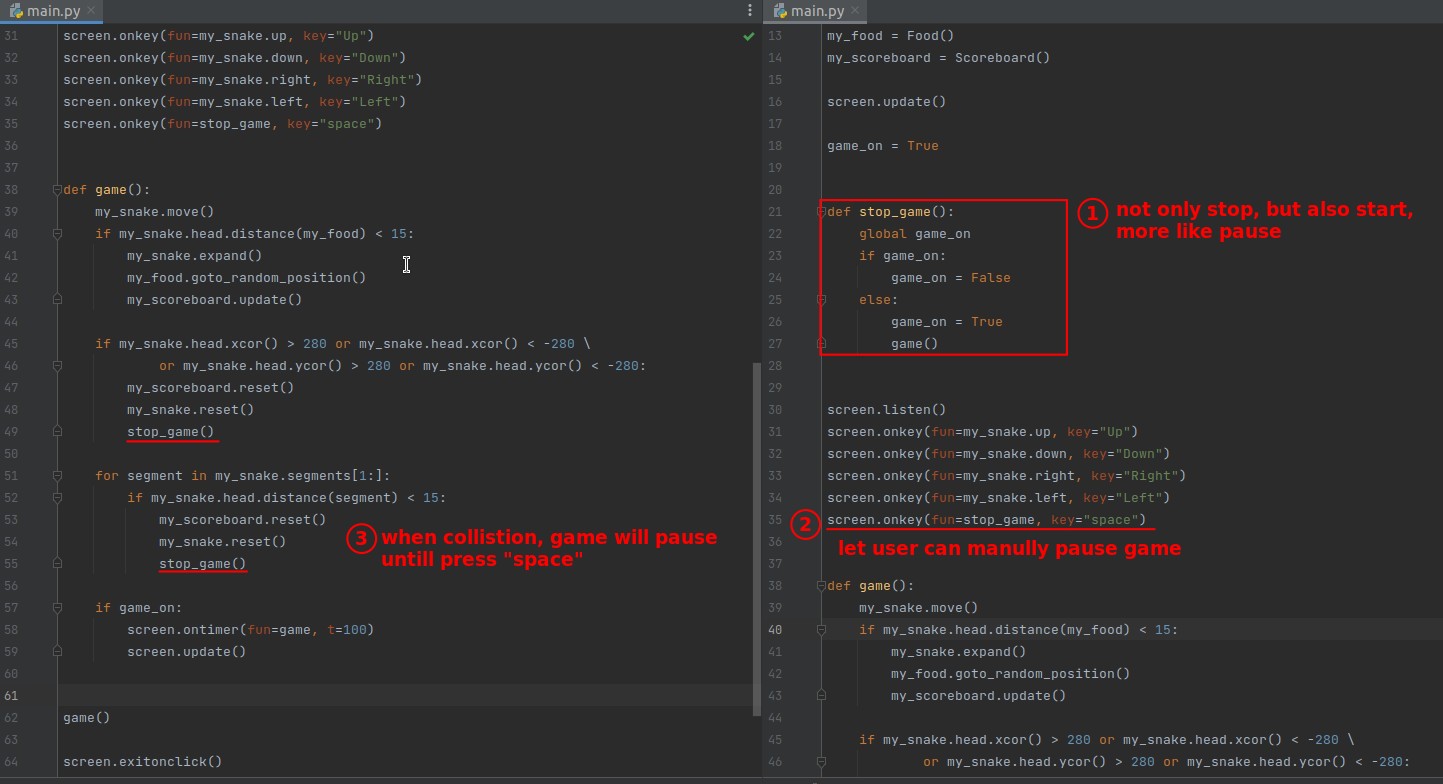 main.py
31 screen.onkey(fun=my_snake.up, key="Up")
32 screen.onkey(fun=my_snake.down, key="Down")
33 screen.onkey(fun=my_snake.right, key="Right")
34 screen.onkey(fun=my_snake.left, key="Left")
35 screen.onkey(fun=stop_game, key="space")
36
37
38 def game():
39 my_snake.move()
40 if my_snake.head.distance(my_food) < 15:
41 my_snake.expand()
42 my_food.goto_random_position()
43 my_scoreboard.update()
44
45 if my_snake.head.xcor() > 280 or my_snake.head.xcor() < -280 \
46 or my_snake.head.ycor() > 280 or my_snake.head.ycor() < -280:
47 my_scoreboard.reset()
48 my_snake.reset()
49 stop_game()
50
51 for segment in my_snake.segments[1:]:
52 if my_snake.head.distance(segment) < 15:
53 my_scoreboard.reset()
54 my_snake.reset()
55 stop_game()
3 when collistion, game will pause
untill press "space"
56
57 if game_on:
58 screen.ontimer(fun=game, t=100)
59 screen.update()
60
61
62 game()
63
64 screen.exitonclick()
main.py
13 my_food = Food()
14 my_scoreboard = Scoreboard()
15
16 screen.update()
17
18 game_on = True
19
20
21 def stop_game():
22 global game_on
23 if game_on:
24 game_on = False
25 else:
26 game_on = True
27 game()
1 not only stop, but also start,
more like pause
28
29
30 screen.listen()
31 screen.onkey(fun=my_snake.up, key="Up")
32 screen.onkey(fun=my_snake.down, key="Down")
33 screen.onkey(fun=my_snake.right, key="Right")
34 screen.onkey(fun=my_snake.left, key="Left")
35 screen.onkey(fun=stop_game, key="space")
2
36 let user can manully pause game
37
38 def game():
39 my_snake.move()
40 if my_snake.head.distance(my_food) < 15:
41 my_snake.expand()
42 my_food.goto_random_position()
43 my_scoreboard.update()
44
45 if my_snake.head.xcor() > 280 or my_snake.head.xcor() < -280 \
46 or my_snake.head.ycor() > 280 or my_snake.head.ycor() < -280: